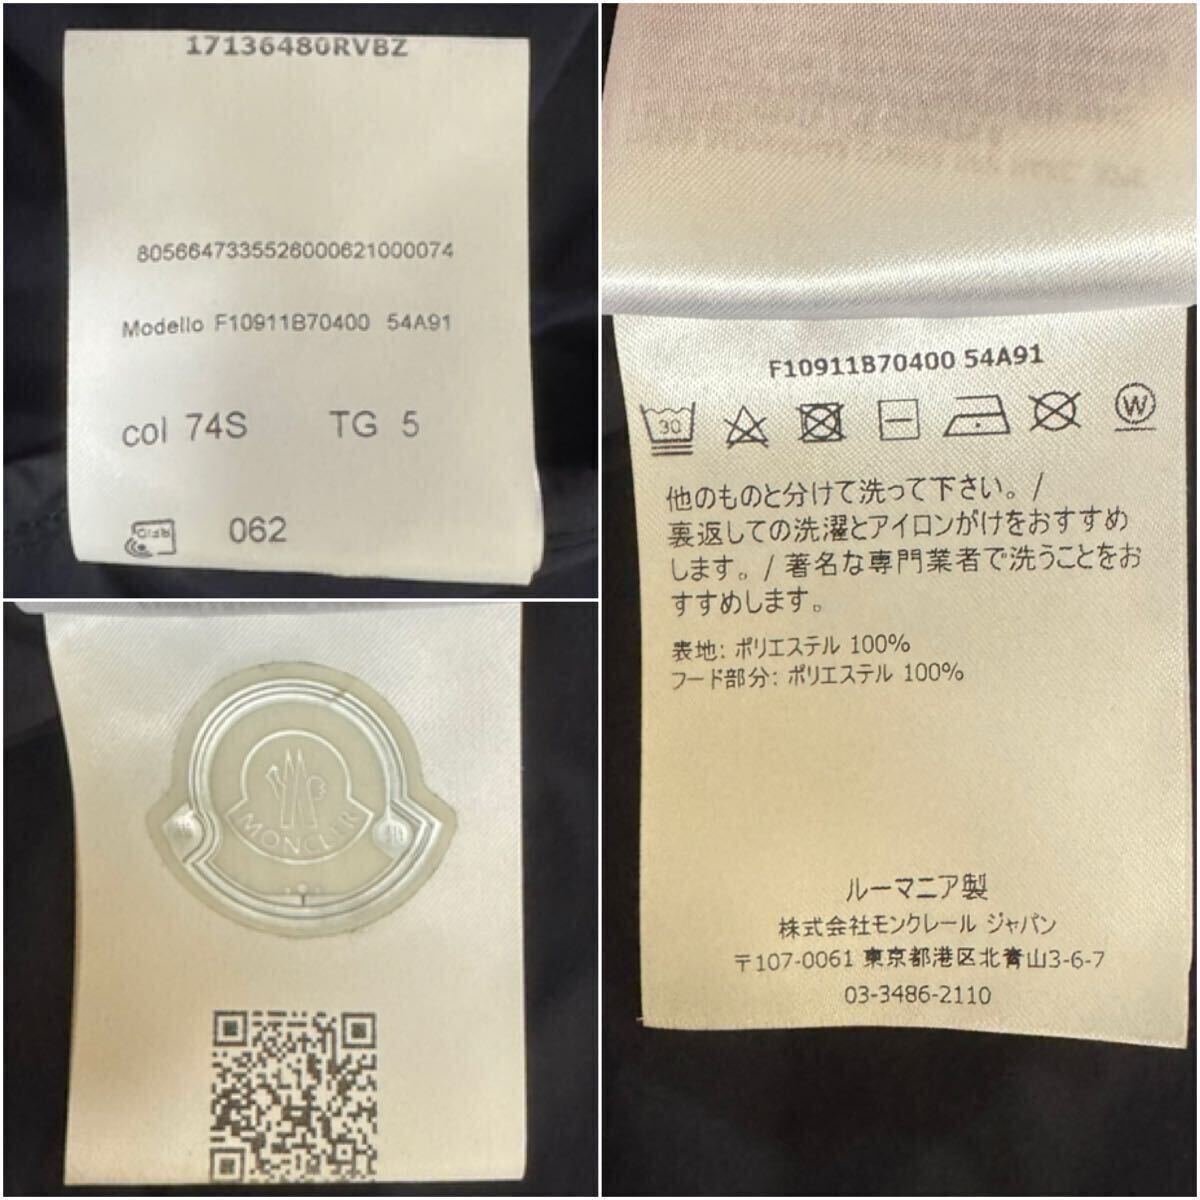 17136480RVBZ
8056647335526000621000074
Modello F10911B70400 54A91
col 74S TG 5
RFID
062
MONCLER
F10911B70400 54A91
30
W
他のものと分けて洗って下さい。/
裏返しての洗濯とアイロンがけをおすすめ
します。/ 著名な専門業者で洗うことをお
すすめします。
表地: ポリエステル 100%
フード部分: ポリエステル 100%
ルーマニア製
株式会社モンクレール ジャパン
〒107-0061 東京都港区北青山3-6-7
03-3486-2110